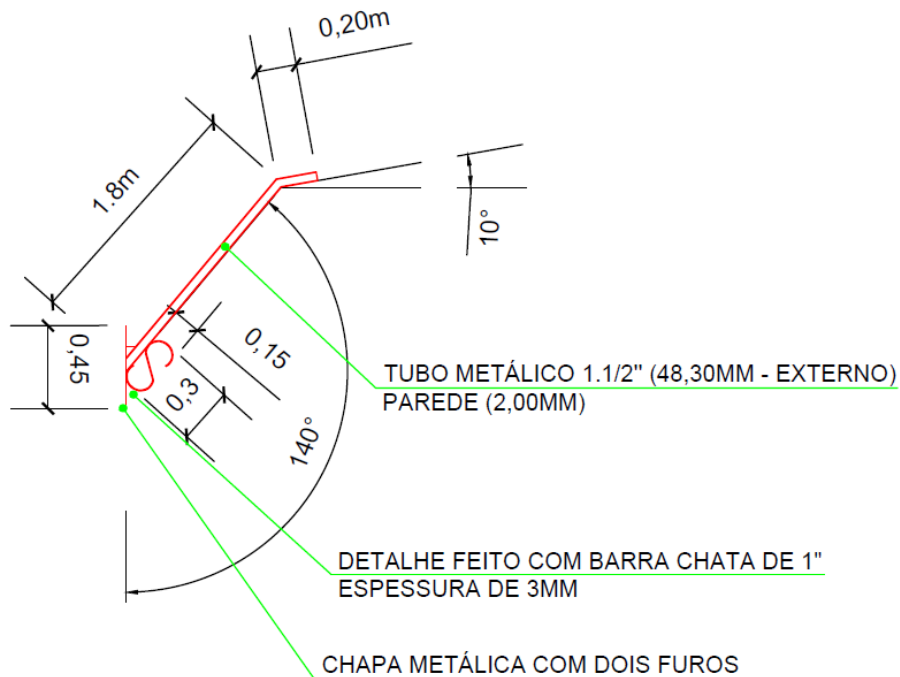 0,20m
1.8m
10°
0,45
0,15
0,3
140°
TUBO METÁLICO 1.1/2" (48,30MM - EXTERNO)
PAREDE (2,00MM)
DETALHE FEITO COM BARRA CHATA DE 1"
ESPESSURA DE 3MM
CHAPA METÁLICA COM DOIS FUROS